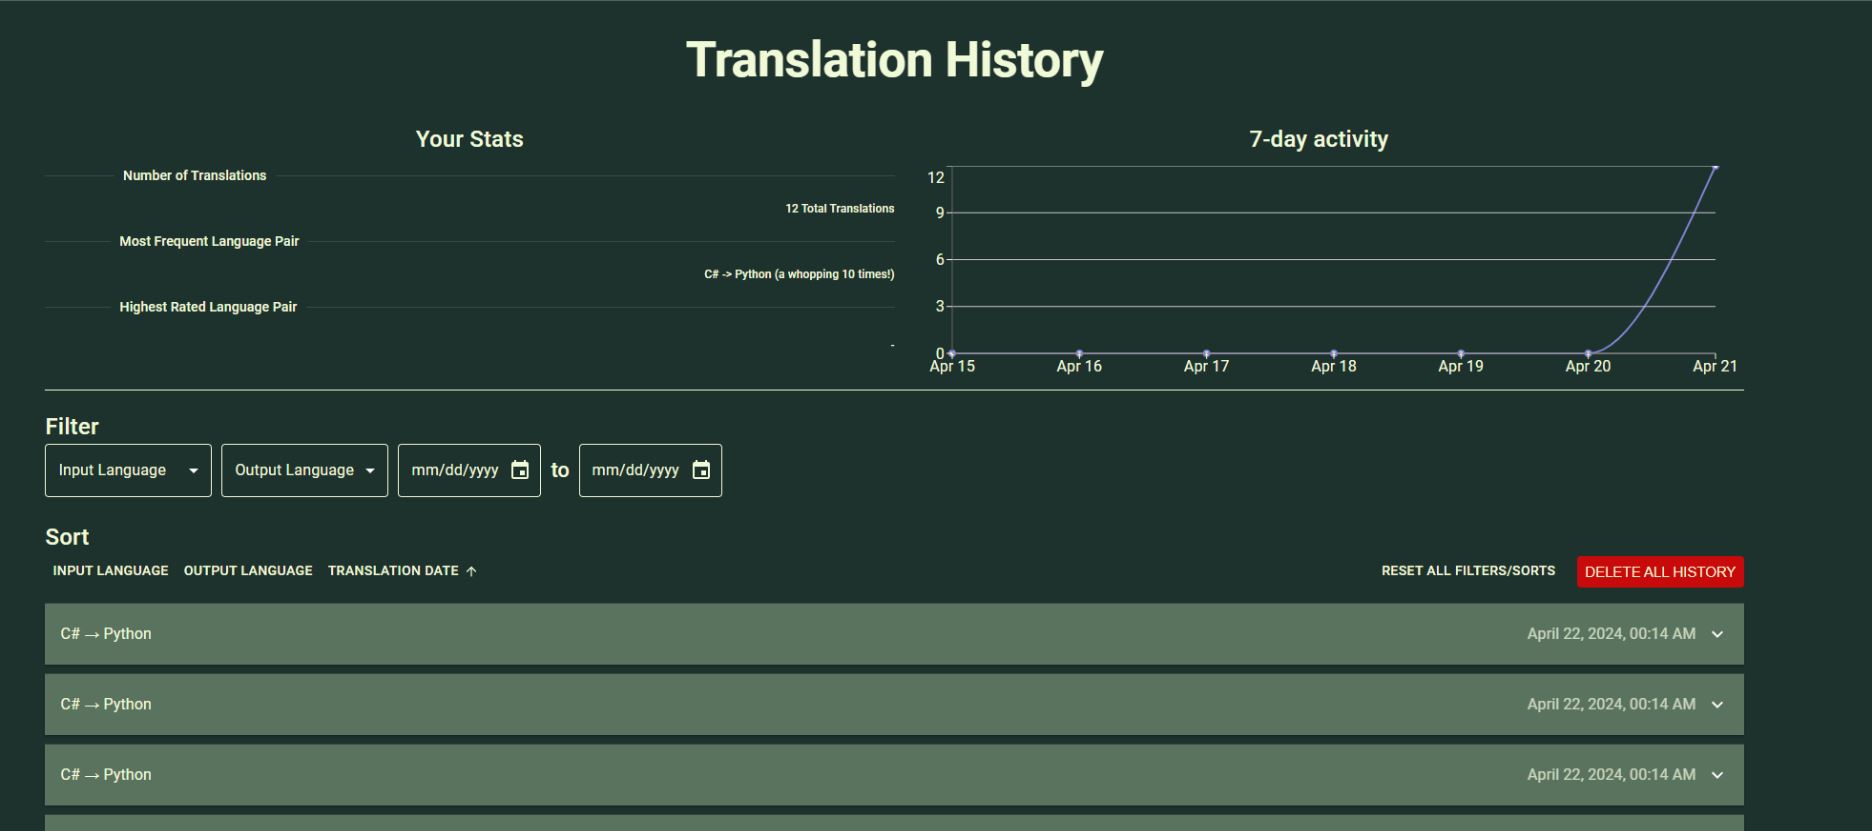 Translation History
Your Stats
Number of Translations
12 Total Translations
Most Frequent Language Pair
C# -> Python (a whopping 10 times!)
Highest Rated Language Pair
-
7-day activity
12
9
6
3
0
Apr 15 Apr 16 Apr 17 Apr 18 Apr 19 Apr 20 Apr 21
Filter
Input Language Output Language mm/dd/yyyy to mm/dd/yyyy
Sort
INPUT LANGUAGE OUTPUT LANGUAGE TRANSLATION DATE ↑ RESET ALL FILTERS/SORTS DELETE ALL HISTORY
C# → Python April 22, 2024, 00:14 AM
C# → Python April 22, 2024, 00:14 AM
C# → Python April 22, 2024, 00:14 AM